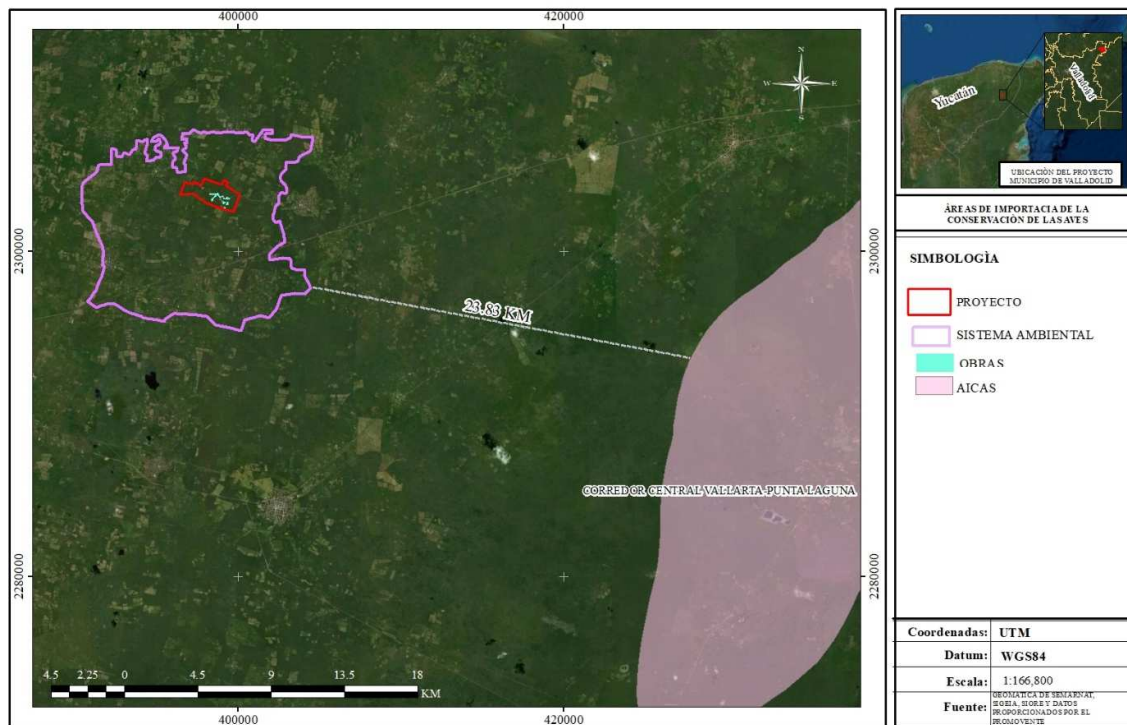 400000
420000
N
W
E
S
2300000
2300000
23.83 KM
CORREDOR CENTRAL VALLARTA-PUNTA LAGUNA
2280000
2280000
4.5 2.25 0 4.5 9 13.5 18
KM
400000
420000
Yucatán
Valladolid
UBICACIÓN DEL PROYECTO
MUNICIPIO DE VALLADOLID
ÀREAS DE IMPORTACIA DE LA
CONSERVACIÓN DE LAS AVES
SIMBOLOGÌA
PROYECTO
SISTEMA AMBIENTAL
OBRAS
AICAS
Coordenadas: UTM
Datum: WGS84
Escala: 1:166,800
Fuente: GEOMATICA DE SEMARNAT,
SIGEIA, SIORE Y DATOS
PROPORCIONADOS POR EL
PROMOVENTE